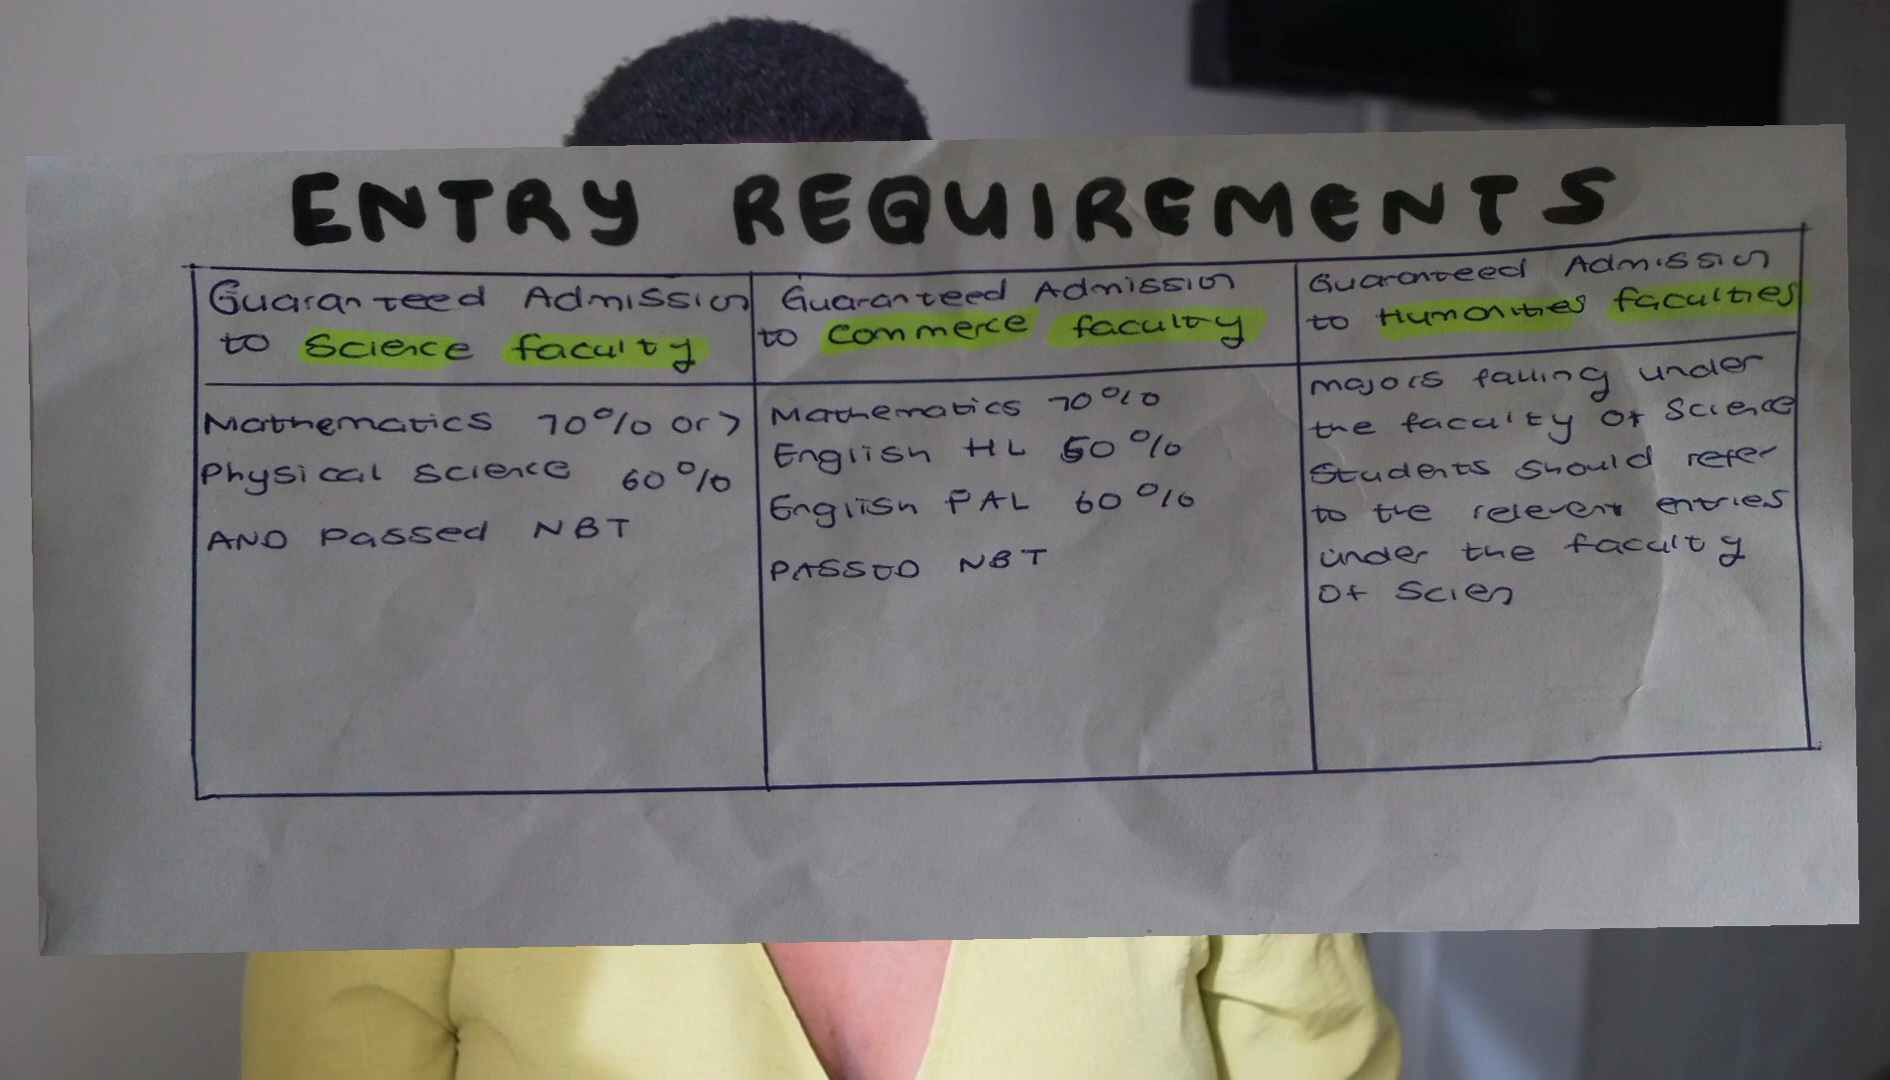 ENTRY REQUIREMENTS
Guaranteed Admission
to Science faculty
Mathematics 70% or >
Physical Science 60%
AND Passed NBT
Guaranteed Admission
to Commerce faculty
Mathematics 70%
English HL 50%
English FAL 60%
PASSED NBT
Guaranteed Admission
to Humanities faculties
Majors falling under
the faculty of Science
Students should refer
to the relevent entries
under the faculty
of Scien